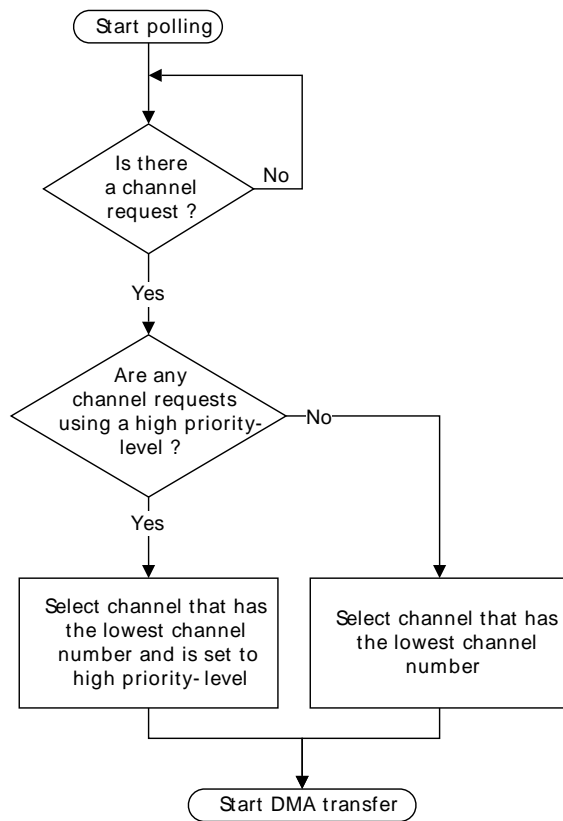 Start polling
Is there
a channel
request ?
No
Yes
Are any
channel requests
using a high priority-
level ?
No
Yes
Select channel that has
the lowest channel
number and is set to
high priority- level
Select channel that has
the lowest channel
number
Start DMA transfer